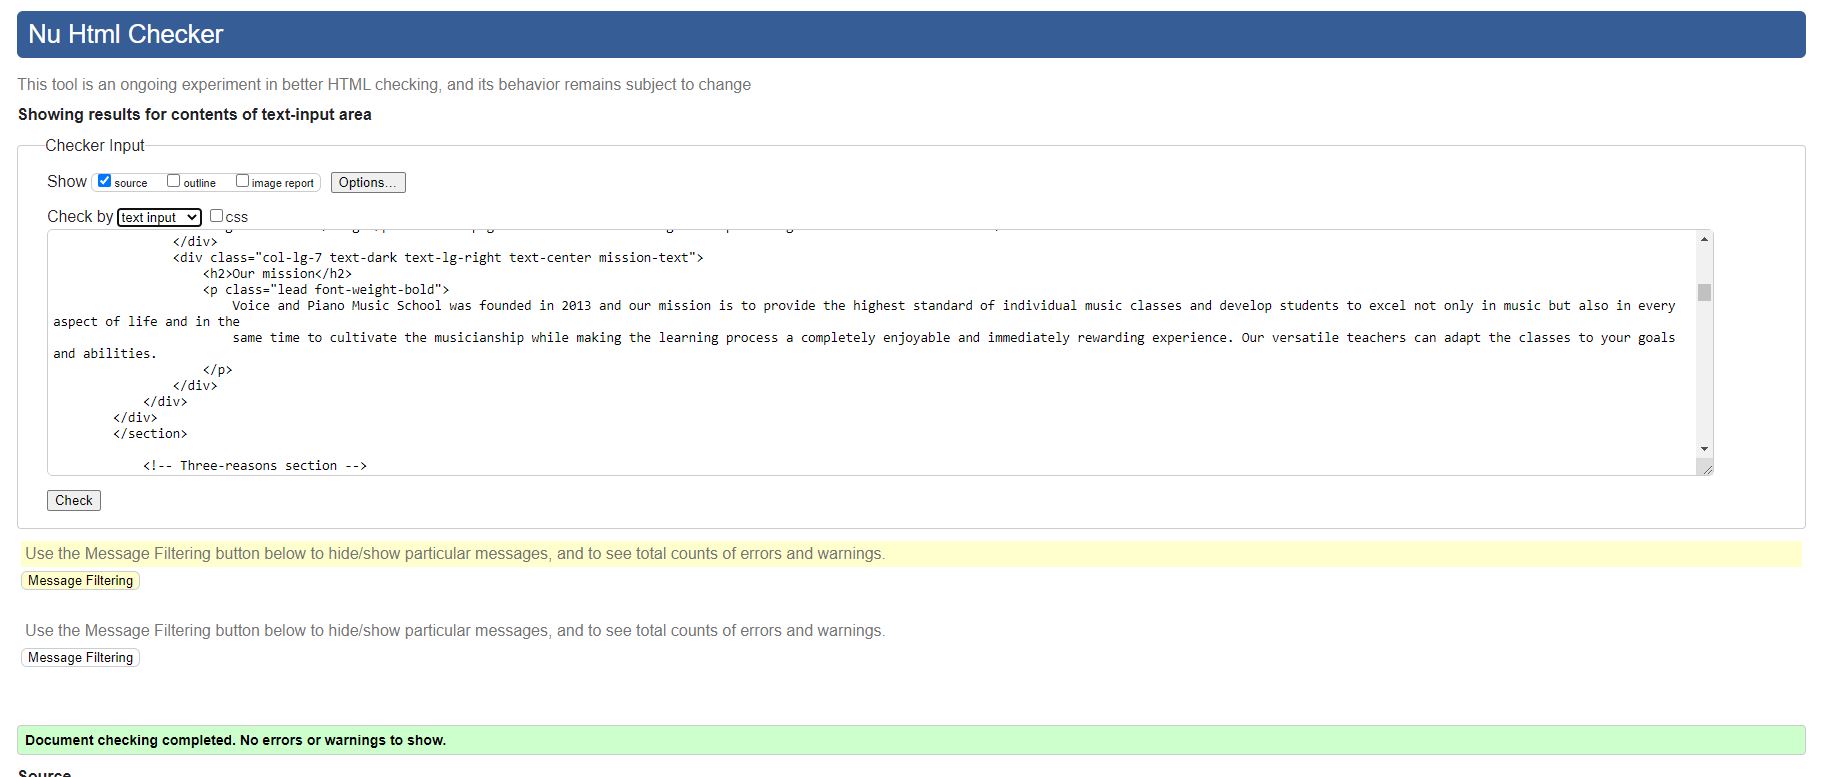 Nu Html Checker
This tool is an ongoing experiment in better HTML checking, and its behavior remains subject to change
Showing results for contents of text-input area
Checker Input
Show source outline image report Options...
Check by text input css
</div>
<div class="col-lg-7 text-dark text-lg-right text-center mission-text">
<h2>Our mission</h2>
<p class="lead font-weight-bold">
Voice and Piano Music School was founded in 2013 and our mission is to provide the highest standard of individual music classes and develop students to excel not only in music but also in every
aspect of life and in the
same time to cultivate the musicianship while making the learning process a completely enjoyable and immediately rewarding experience. Our versatile teachers can adapt the classes to your goals
and abilities.
</p>
</div>
</div>
</div>
</section>
<!-- Three-reasons section -->
Check
Use the Message Filtering button below to hide/show particular messages, and to see total counts of errors and warnings.
Message Filtering
Use the Message Filtering button below to hide/show particular messages, and to see total counts of errors and warnings.
Message Filtering
Document checking completed. No errors or warnings to show.
Source